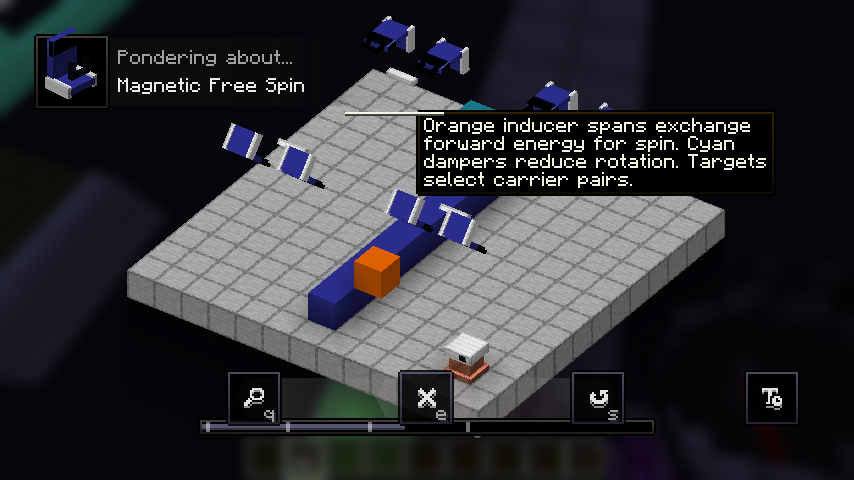 Pondering about...
Magnetic Free Spin
Orange inducer spans exchange
forward energy for spin. Cyan
dampers reduce rotation. Targets
select carrier pairs.
q
e
s
T